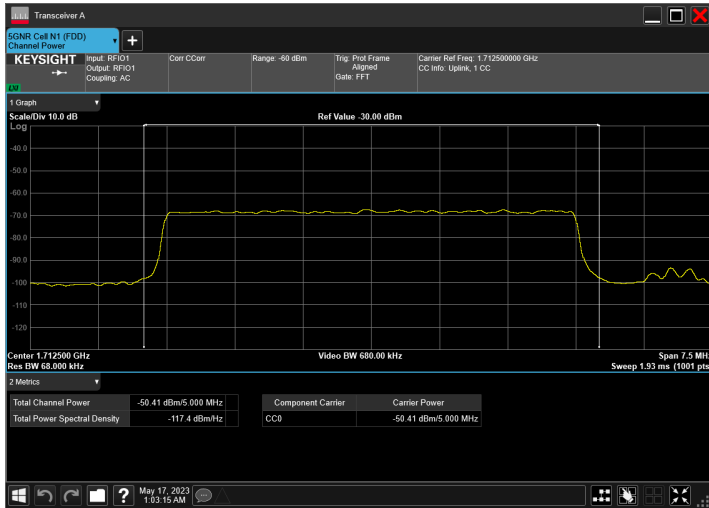 Transceiver A
5GNR Cell N1 (FDD)
Channel Power
KEYSIGHT
Input: RFIO1
Output: RFIO1
Coupling: AC
Corr CCorr
Range: -60 dBm
Trig: Prot Frame
Aligned
Gate: FFT
Carrier Ref Freq: 1.712500000 GHz
CC Info: Uplink, 1 CC
LXI
1 Graph
Scale/Div 10.0 dB
Ref Value -30.00 dBm
Log
-40.0
-50.0
-60.0
-70.0
-80.0
-90.0
-100
-110
-120
Center 1.712500 GHz
Video BW 680.00 kHz
Span 7.5 MHz
Res BW 68.000 kHz
Sweep 1.93 ms (1001 pts
2 Metrics
Total Channel Power -50.41 dBm/5.000 MHz
Total Power Spectral Density -117.4 dBm/Hz
Component Carrier Carrier Power
CC0 -50.41 dBm/5.000 MHz
May 17, 2023
1:03:15 AM